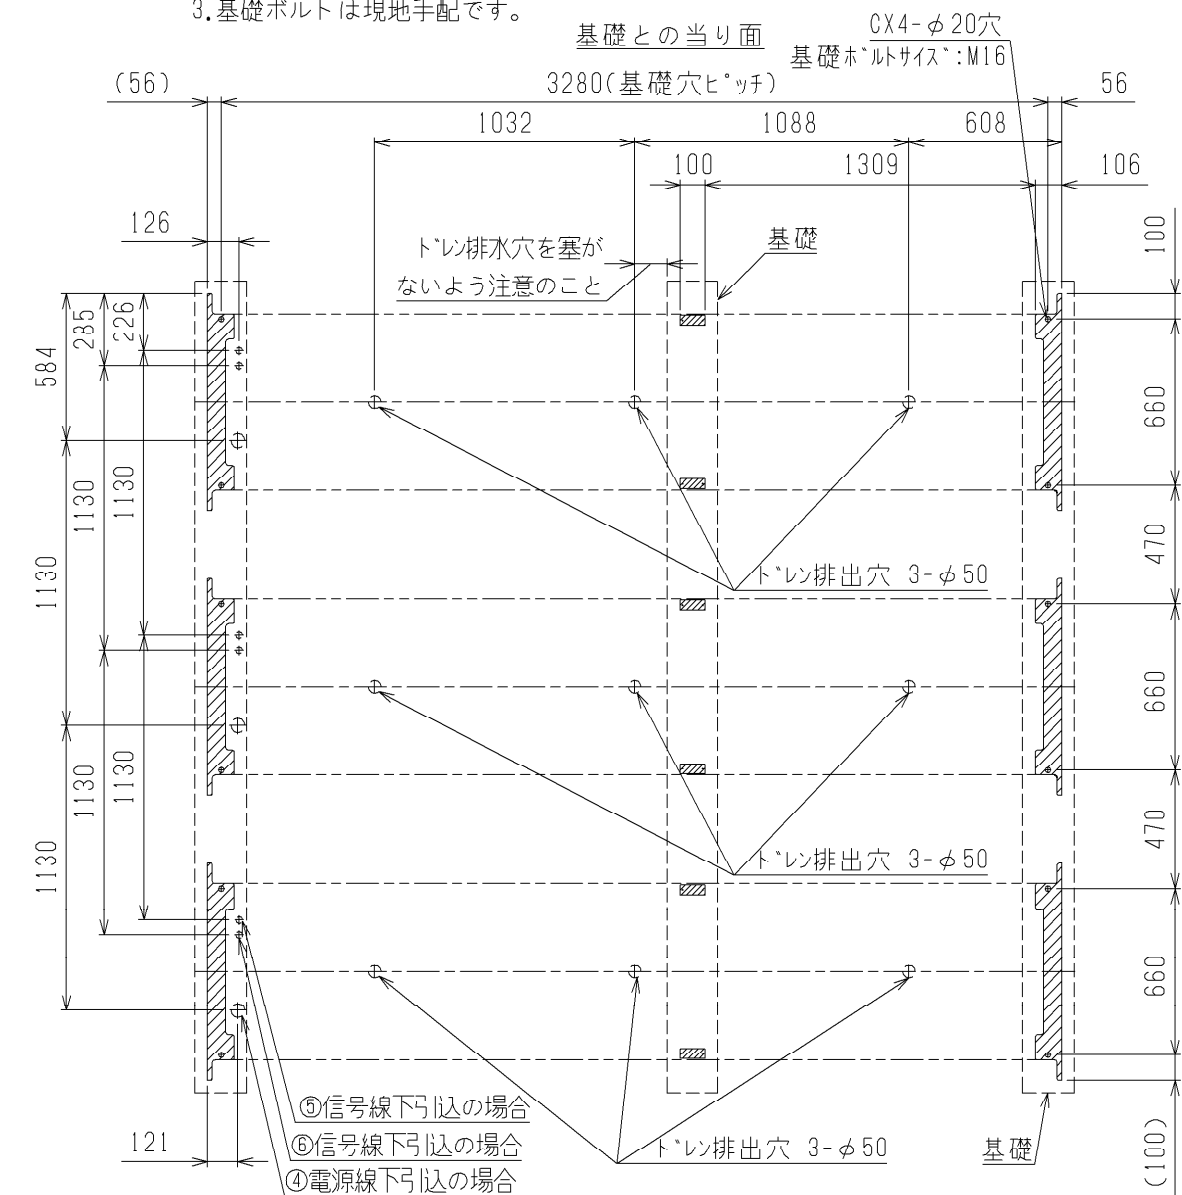 3.基礎ボルトは現地手配です。
基礎との当り面
CX4-φ20穴
基礎ﾎﾞﾙﾄｻｲｽﾞ:M16
(56)
3280(基礎穴ﾋﾟｯﾁ)
56
1032
1088
608
100
1309
106
126
ﾄﾞﾚﾝ排水穴を塞が
ないよう注意のこと
基礎
100
584
285
226
660
1130
1130
1130
470
ﾄﾞﾚﾝ排出穴 3-φ50
660
1130
1130
1130
470
ﾄﾞﾚﾝ排出穴 3-φ50
660
⑤信号線下引込の場合
⑥信号線下引込の場合
④電源線下引込の場合
121
ﾄﾞﾚﾝ排出穴 3-φ50
基礎
(100)